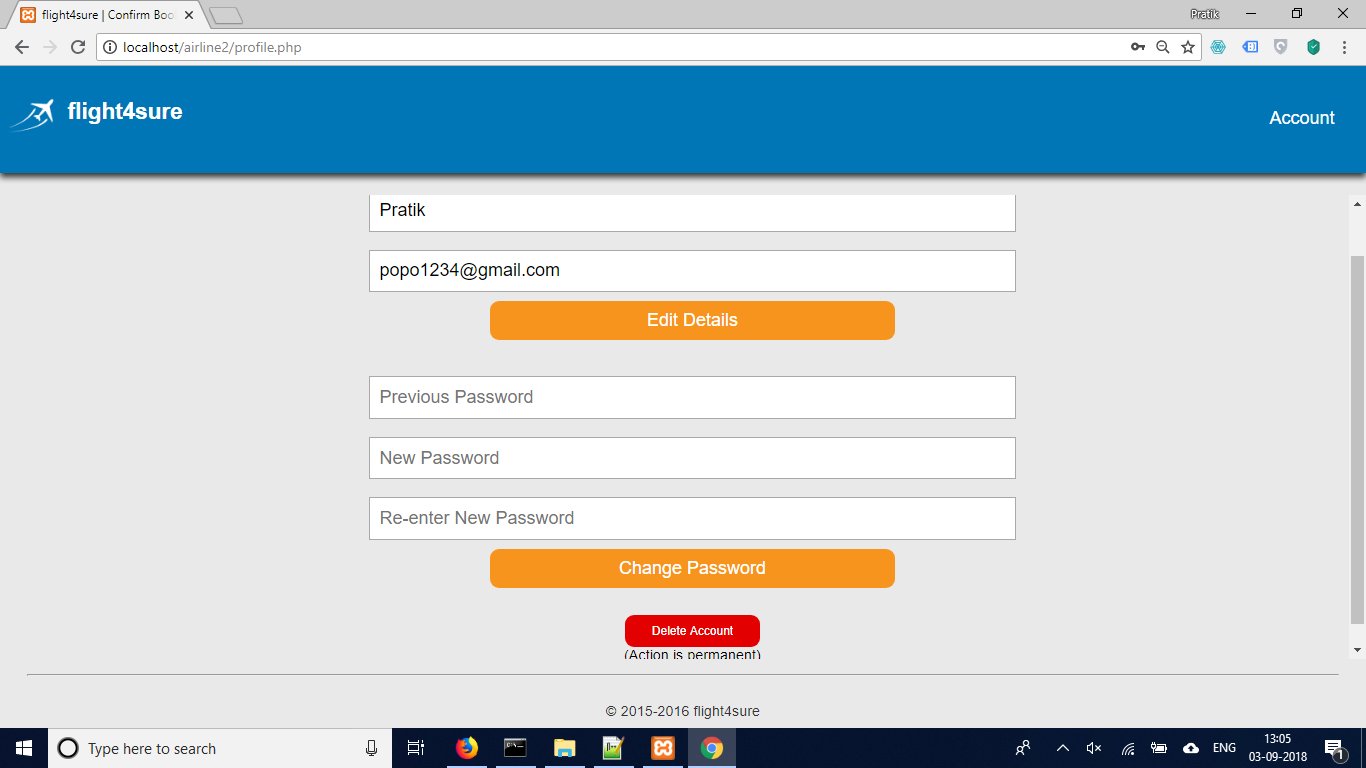 flight4sure | Confirm Boo
Pratik
localhost/airline2/profile.php
flight4sure
Account
Pratik
popo1234@gmail.com
Edit Details
Previous Password
New Password
Re-enter New Password
Change Password
Delete Account
(Action is permanent)
© 2015-2016 flight4sure
Type here to search
ENG
13:05
03-09-2018
1